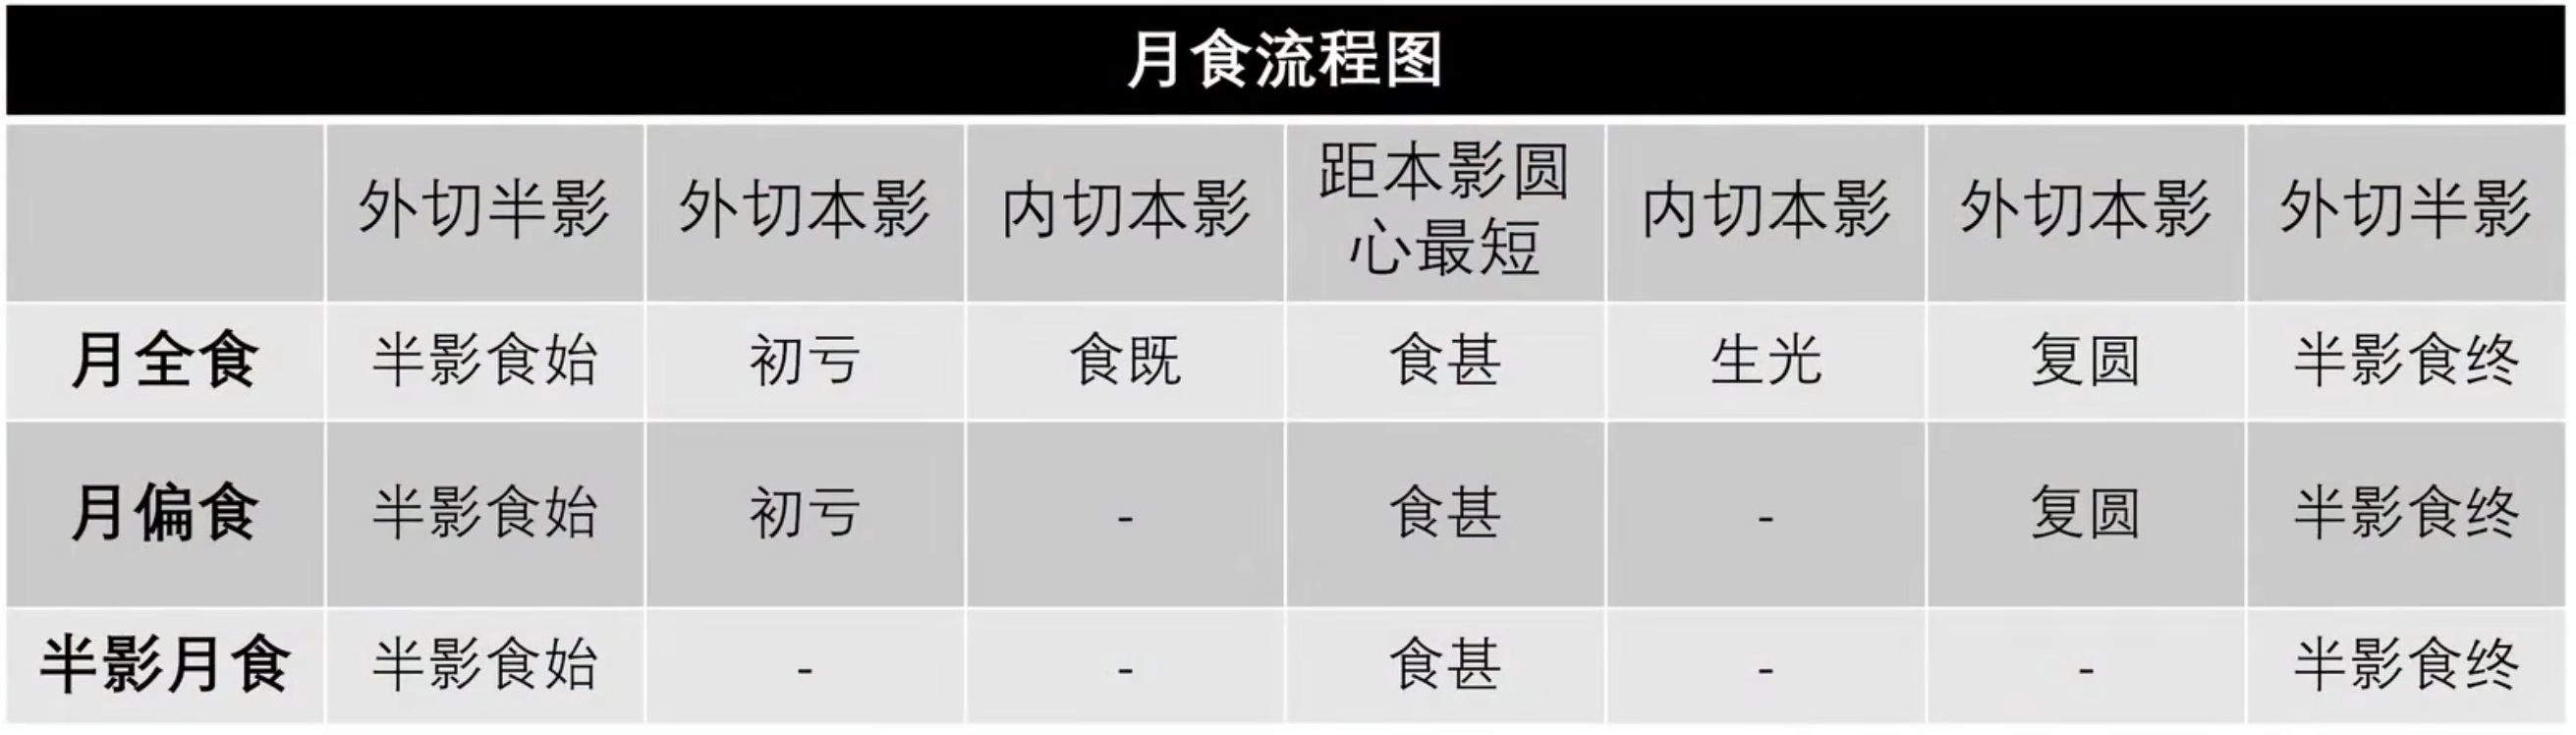 月食流程图
外切半影 外切本影 内切本影 距本影圆心最短 内切本影 外切本影 外切半影
月全食 半影食始 初亏 食既 食甚 生光 复圆 半影食终
月偏食 半影食始 初亏 - 食甚 - 复圆 半影食终
半影月食 半影食始 - - 食甚 - - 半影食终